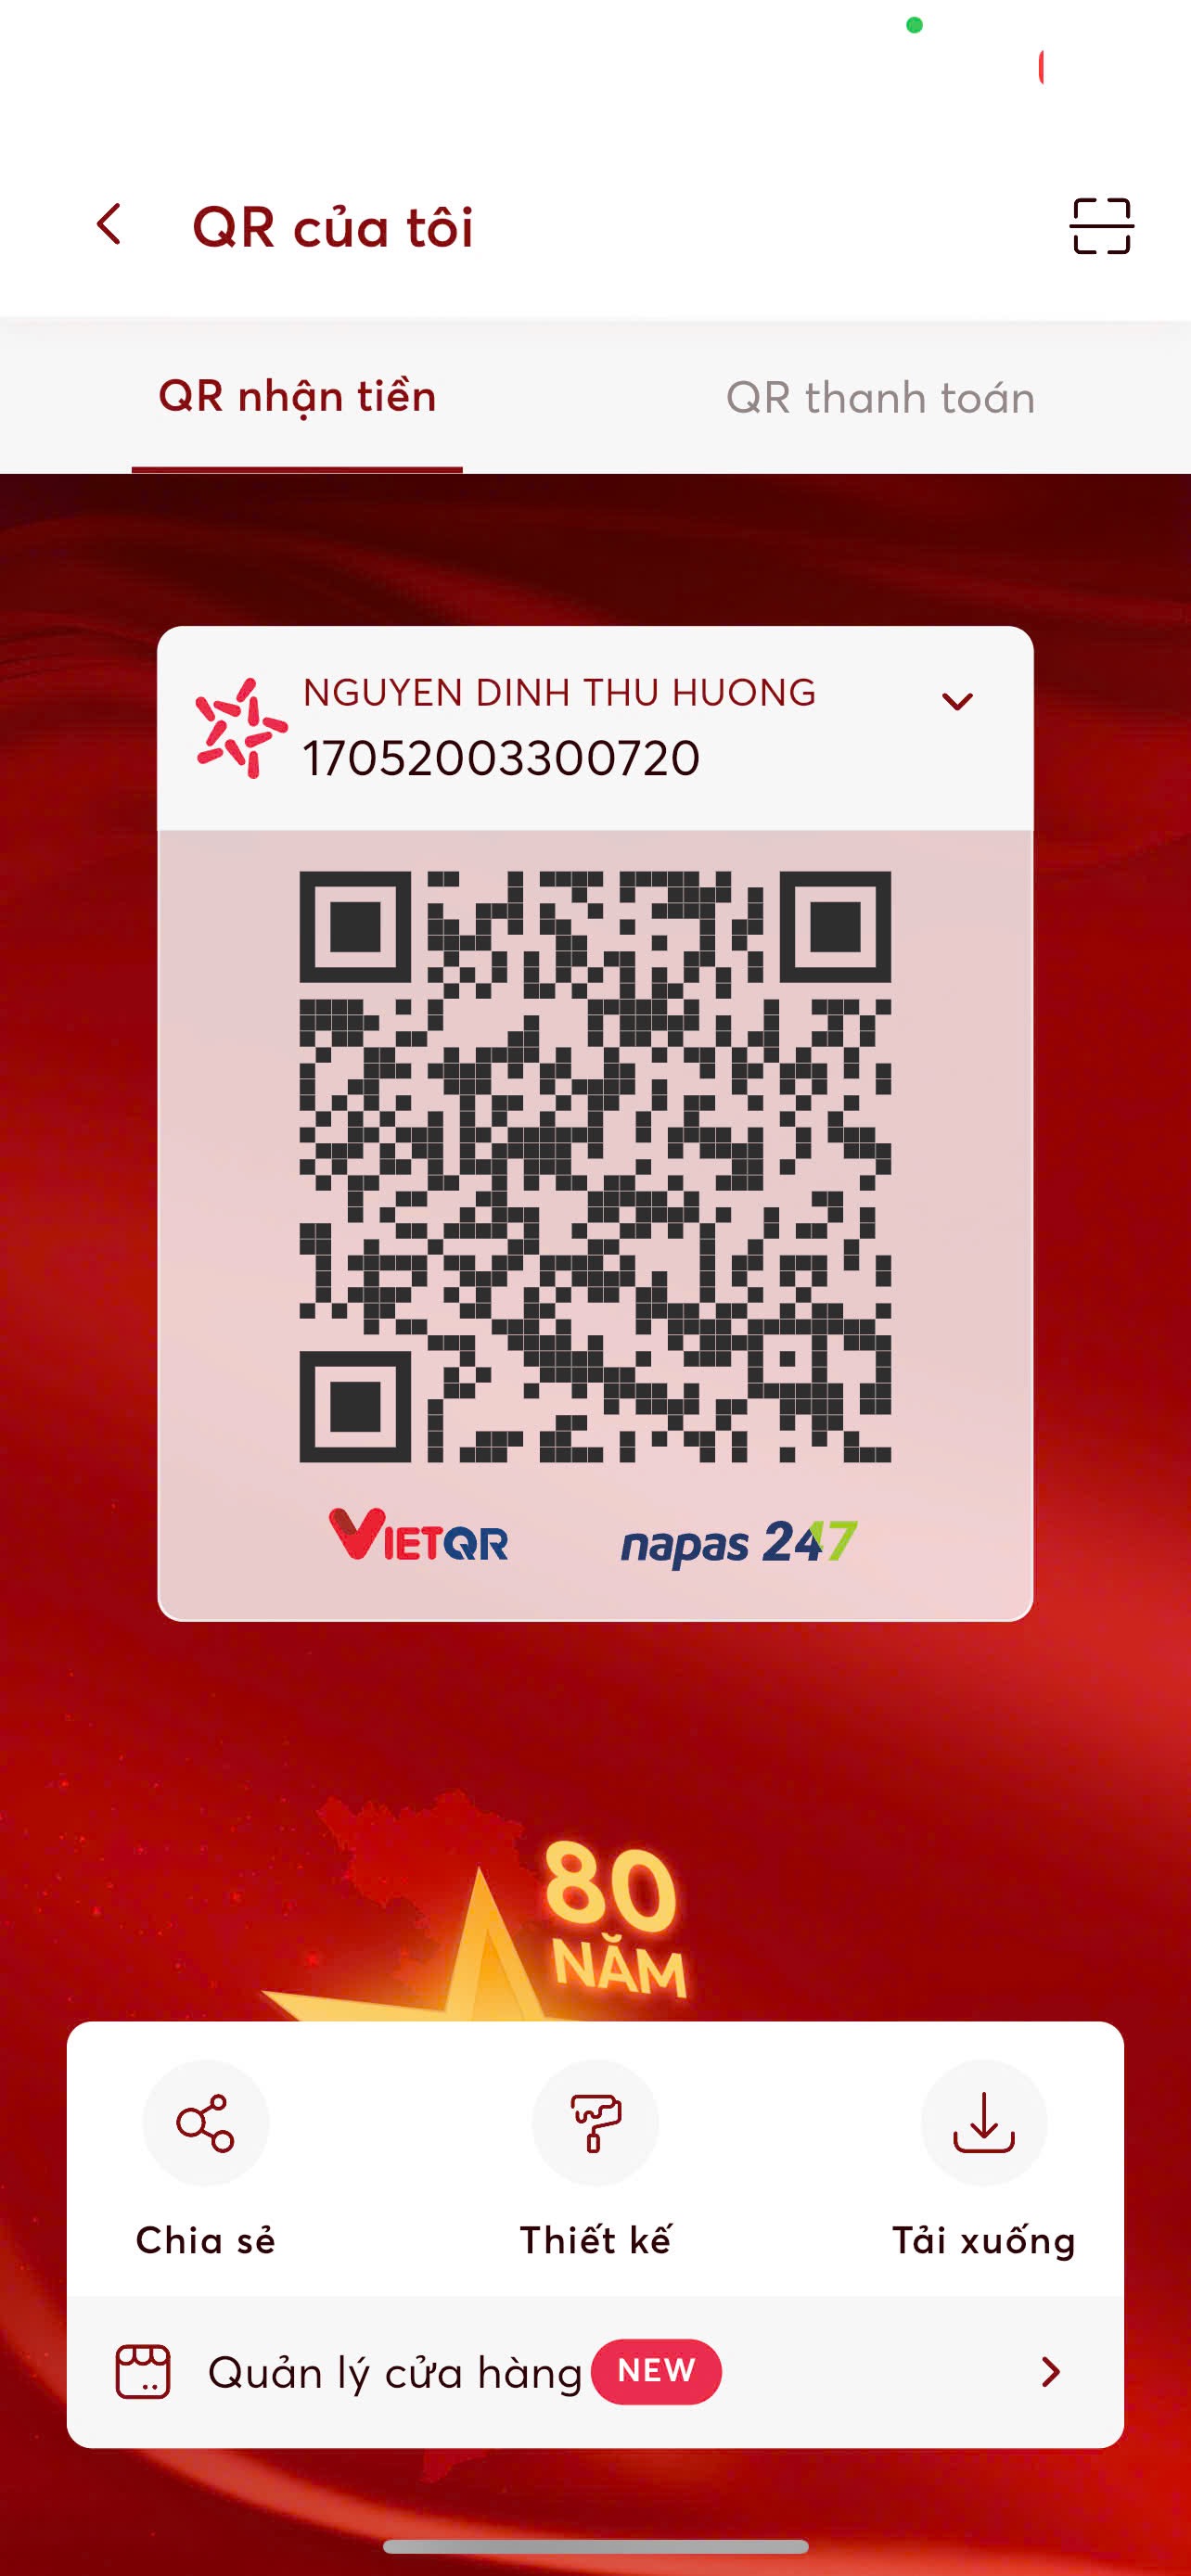 QR của tôi
QR nhận tiền
QR thanh toán
NGUYEN DINH THU HUONG
17052003300720
VIETQR
napas 247
80
NĂM
Chia sẻ
Thiết kế
Tải xuống
Quản lý cửa hàng NEW